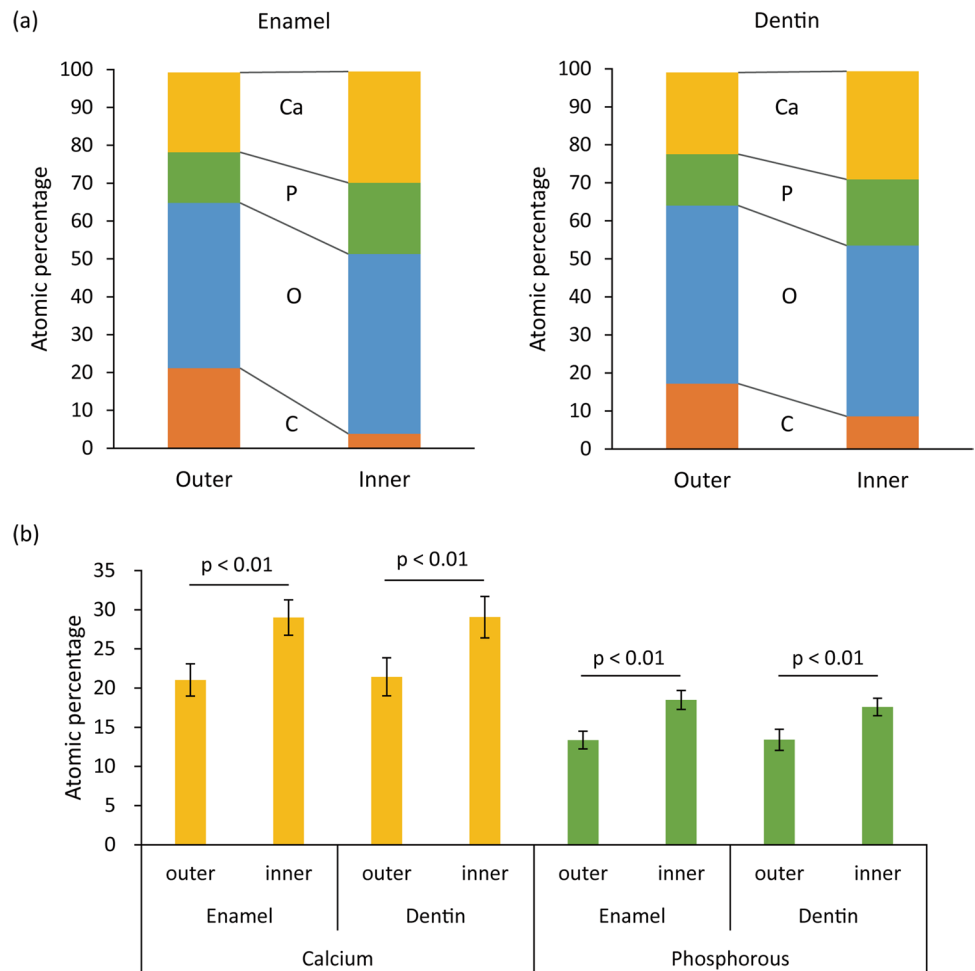 (a)
Enamel
Dentin
100
90
80
70
60
50
40
30
20
10
0
Atomic percentage
Ca
P
O
C
Outer Inner
100
90
80
70
60
50
40
30
20
10
0
Atomic percentage
Ca
P
O
C
Outer Inner
(b)
35
30
25
20
15
10
5
0
Atomic percentage
p < 0.01
p < 0.01
p < 0.01
p < 0.01
outer inner outer inner outer inner outer inner
Enamel Dentin Enamel Dentin
Calcium Phosphorous